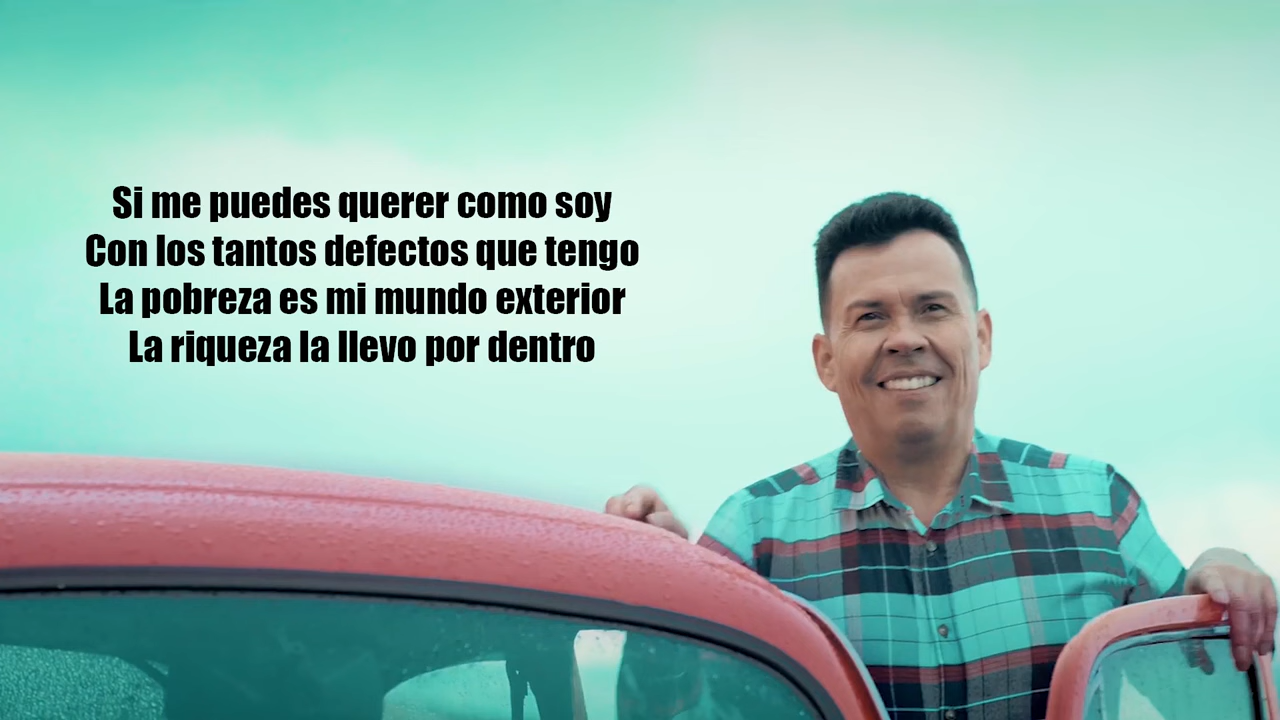 Si me puedes querer como soy
Con los tantos defectos que tengo
La pobreza es mi mundo exterior
La riqueza la llevo por dentro